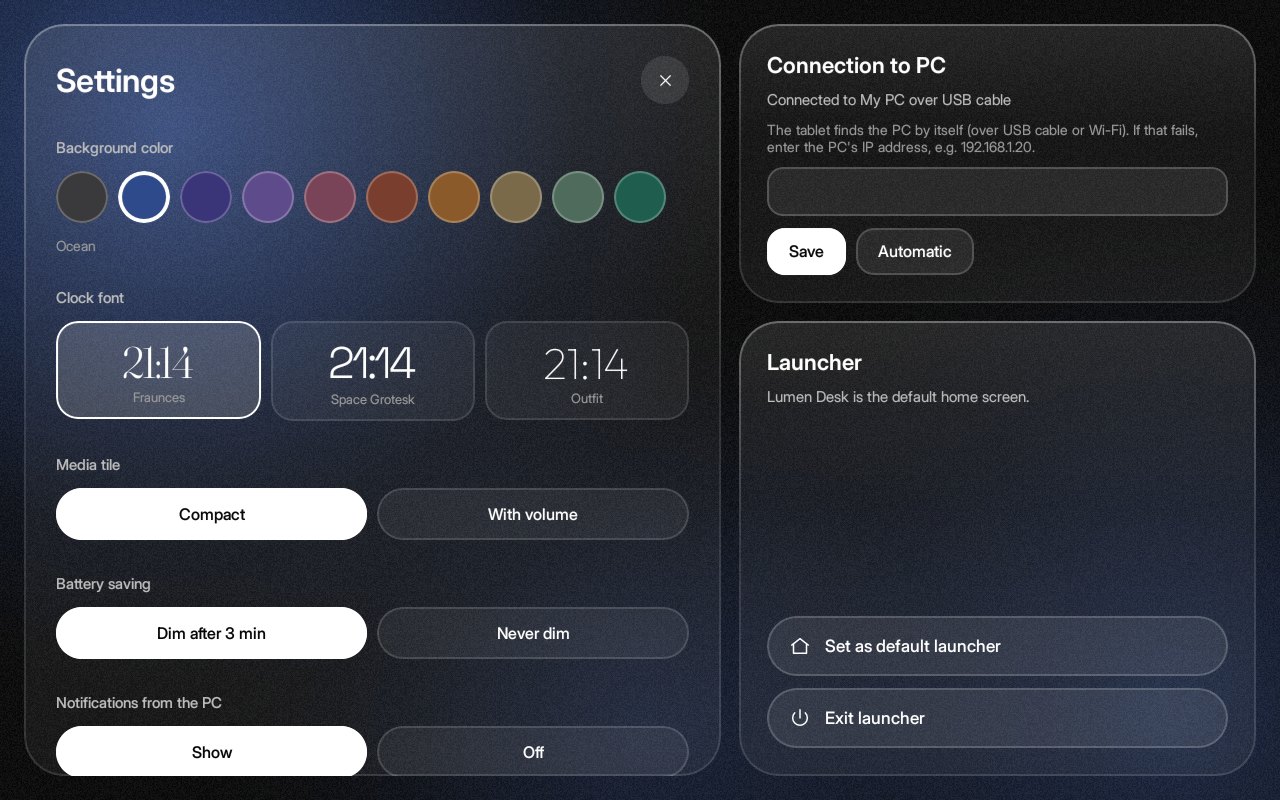 Settings
Background color
Ocean
Clock font
21:14
Fraunces
21:14
Space Grotesk
21:14
Outfit
Media tile
Compact
With volume
Battery saving
Dim after 3 min
Never dim
Notifications from the PC
Show
Off
Connection to PC
Connected to My PC over USB cable
The tablet finds the PC by itself (over USB cable or Wi-Fi). If that fails,
enter the PC's IP address, e.g. 192.168.1.20.
Save
Automatic
Launcher
Lumen Desk is the default home screen.
Set as default launcher
Exit launcher